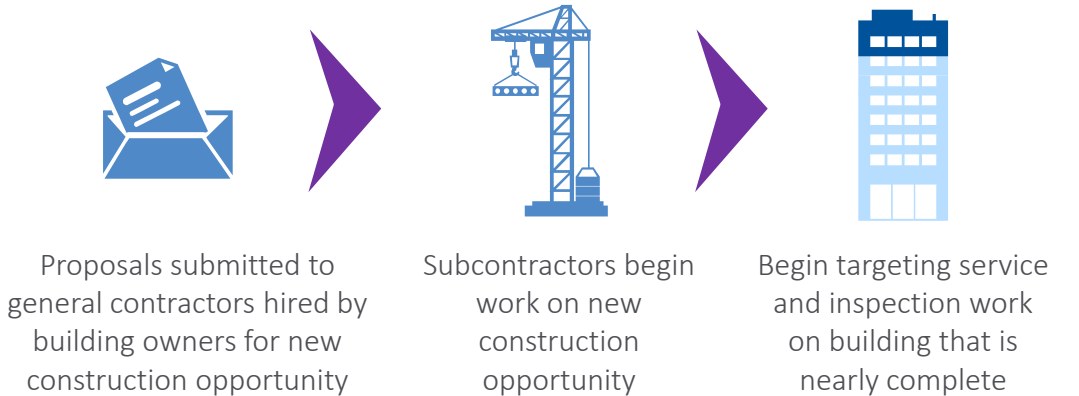 Proposals submitted to
general contractors hired by
building owners for new
construction opportunity
Subcontractors begin
work on new
construction
opportunity
Begin targeting service
and inspection work
on building that is
nearly complete